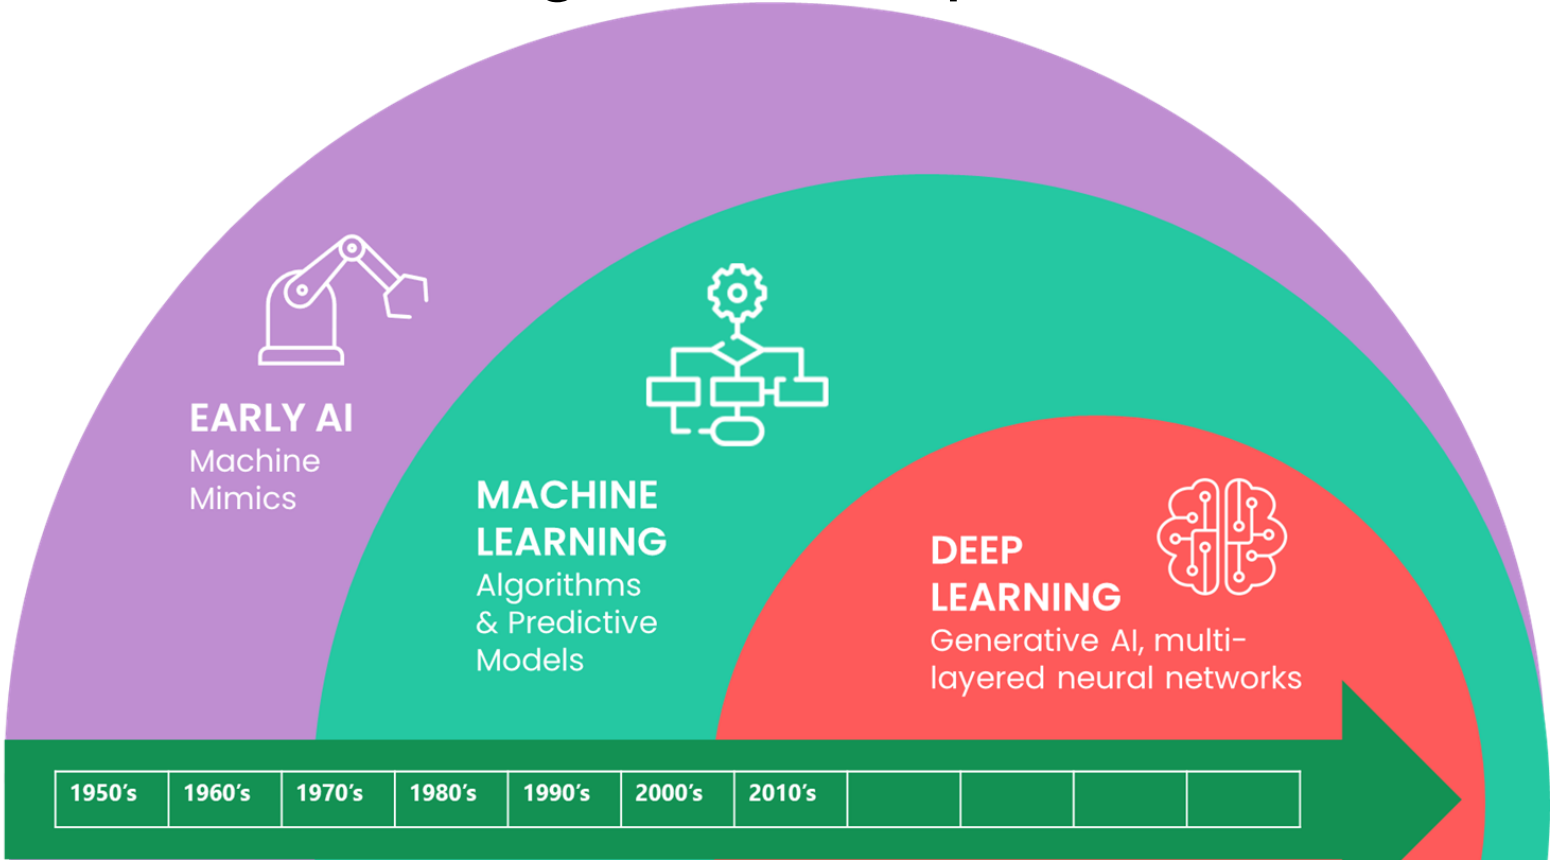 EARLY AI
Machine
Mimics
MACHINE
LEARNING
Algorithms
& Predictive
Models
DEEP
LEARNING
Generative AI, multi-
layered neural networks
1950's 1960's 1970's 1980's 1990's 2000's 2010's